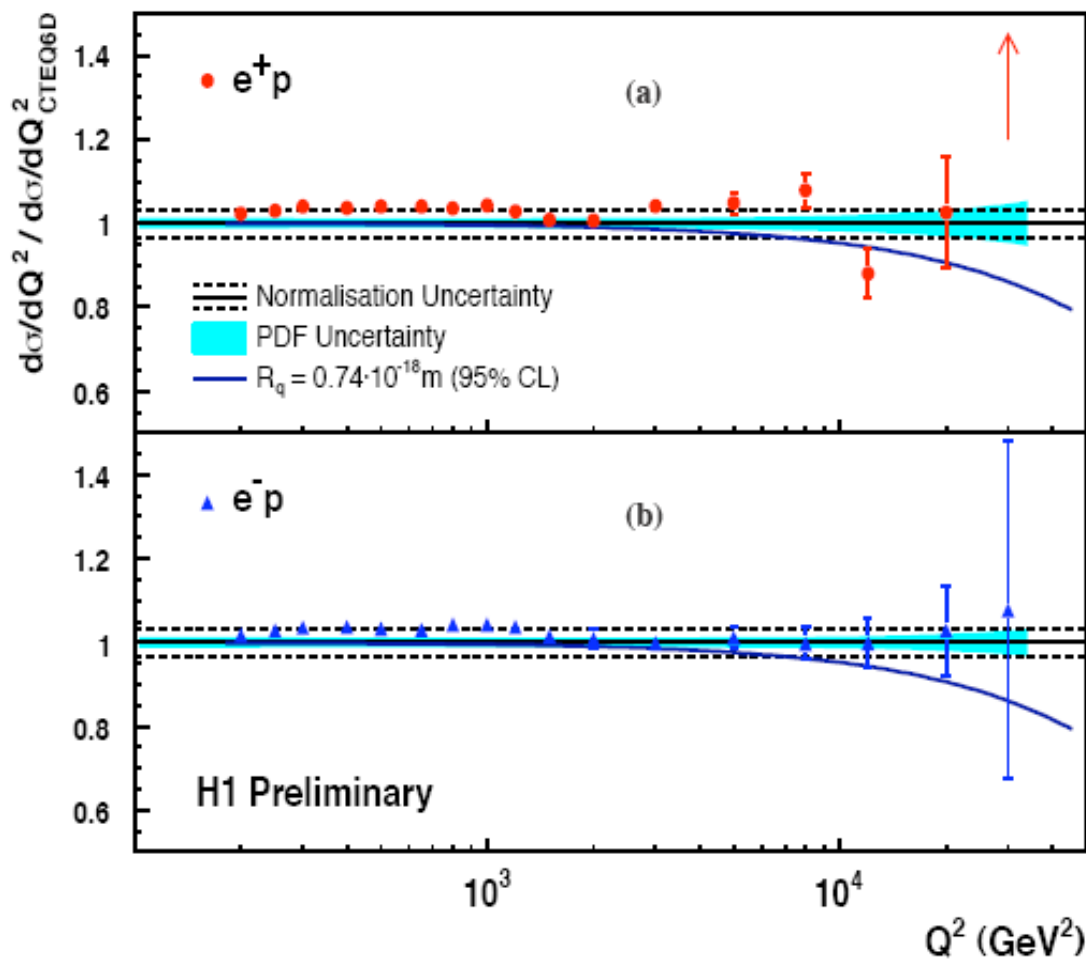 dσ/dQ² / dσ/dQ²CTEQ6D
1.4
1.2
1
0.8
0.6
e⁺p
(a)
Normalisation Uncertainty
PDF Uncertainty
R_q = 0.74·10⁻¹⁸m (95% CL)
1.4
1.2
1
0.8
0.6
e⁻p
(b)
H1 Preliminary
10³
10⁴
Q² (GeV²)